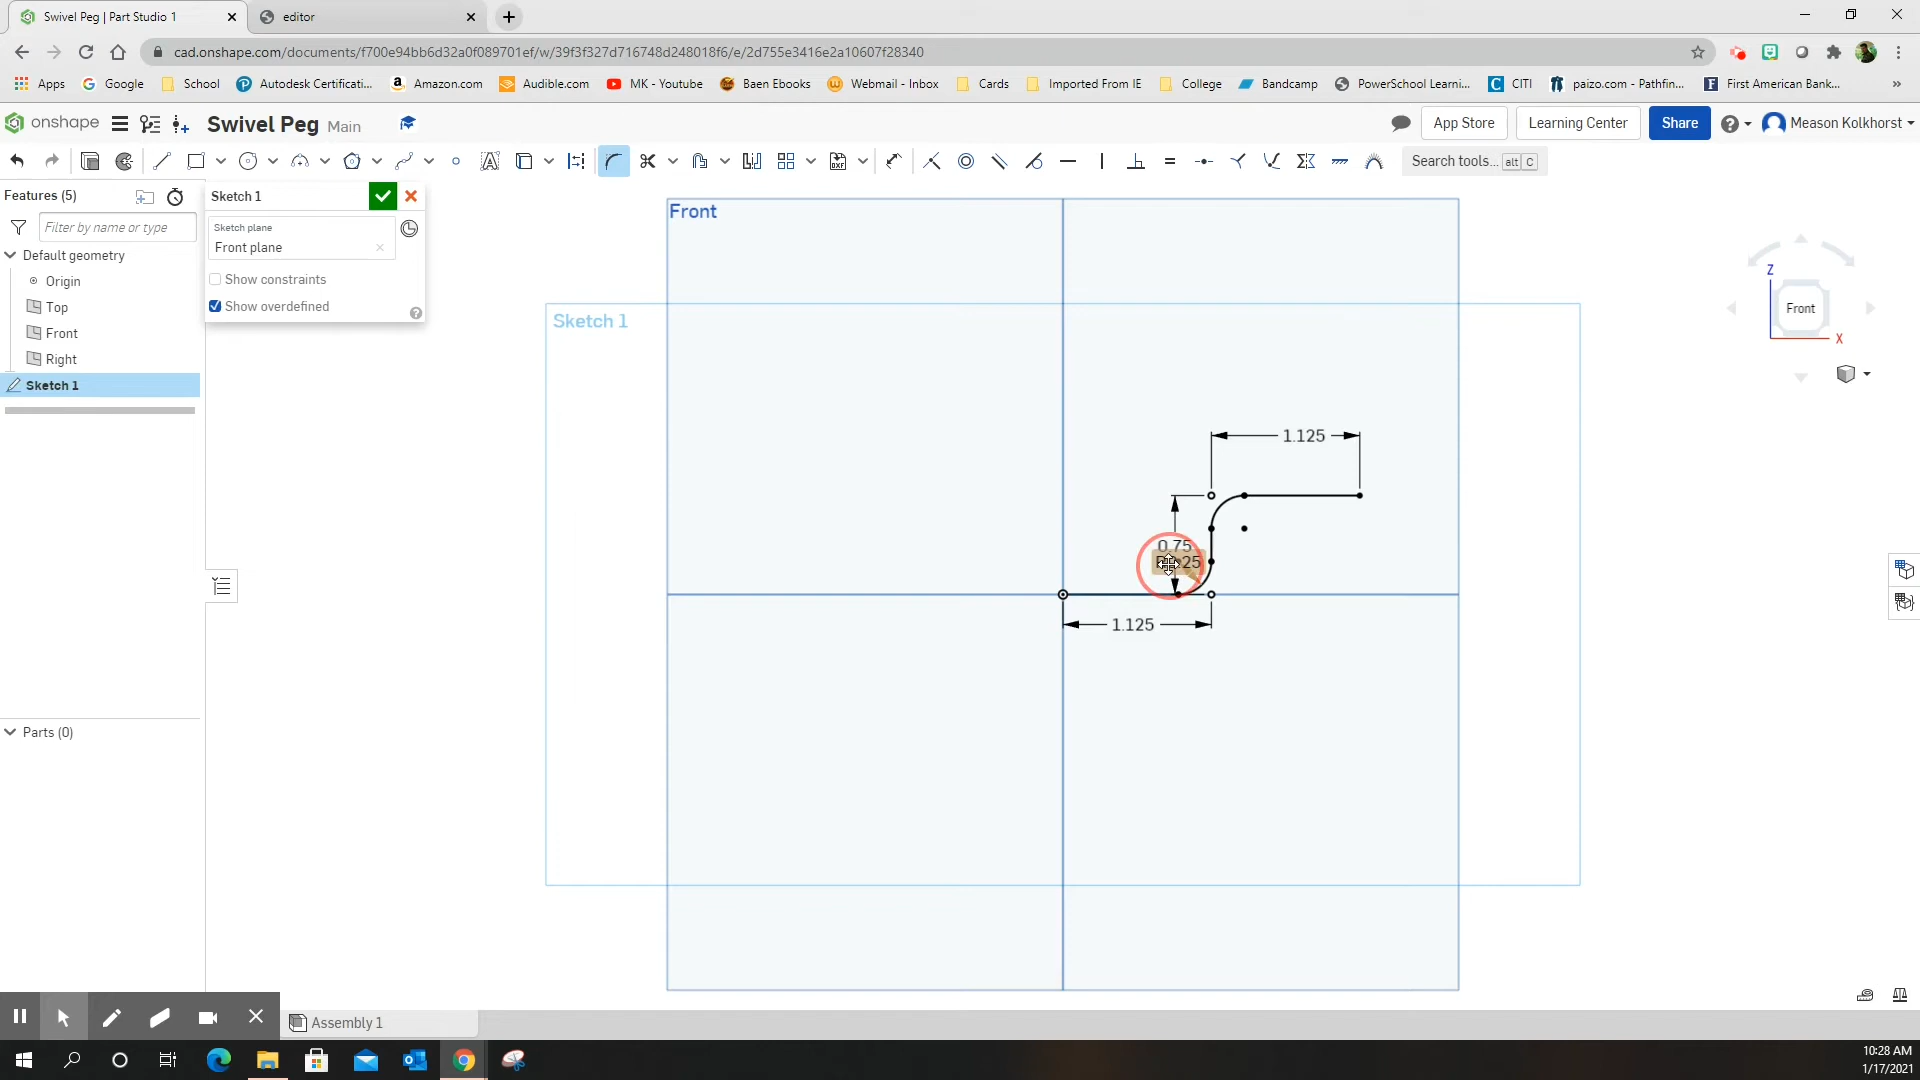 Swivel Peg | Part Studio 1
editor
cad.onshape.com/documents/f700e94bb6d32a0f089701ef/w/39f3f327d716748d248018f6/e/2d755e3416e2a10607f28340
Apps
Google
School
Autodesk Certificati...
Amazon.com
Audible.com
MK - Youtube
Baen Ebooks
Webmail - Inbox
Cards
Imported From IE
College
Bandcamp
PowerSchool Learni...
CITI
paizo.com - Pathfin...
First American Bank...
»
onshape
Swivel Peg Main
App Store
Learning Center
Share
Meason Kolkhorst
Search tools... alt C
Features (5)
Filter by name or type
Default geometry
Origin
Top
Front
Right
Sketch 1
Parts (0)
Sketch 1
Sketch plane
Front plane
Show constraints
Show overdefined
Front
Sketch 1
1.125
0.75
1.125
Z
Front
X
Assembly 1
10:28 AM
1/17/2021